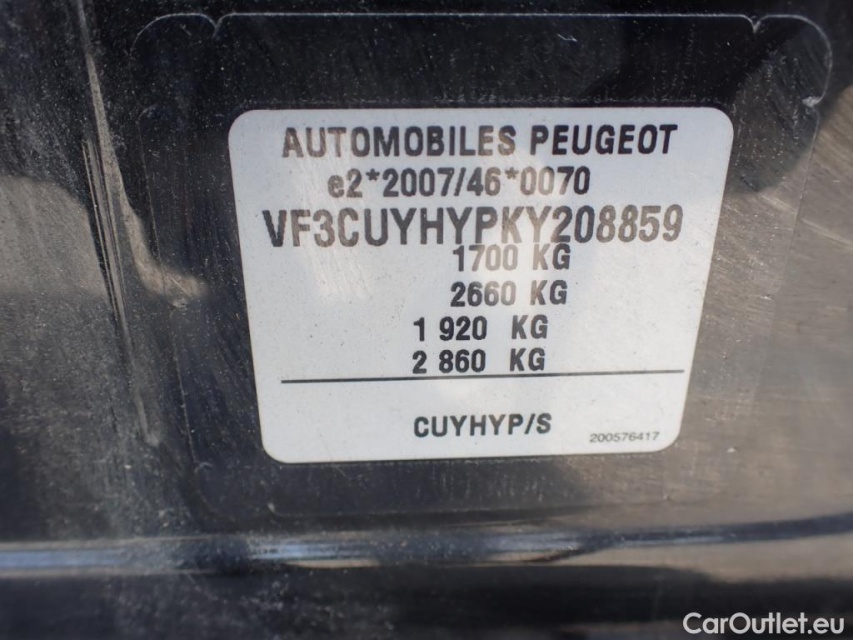 AUTOMOBILES PEUGEOT
e2*2007/46*0070
VF3CUYHYPKY208859
1700 KG
2660 KG
1 920 KG
2 860 KG
CUYHYP/S
200576417
CarOutlet.eu